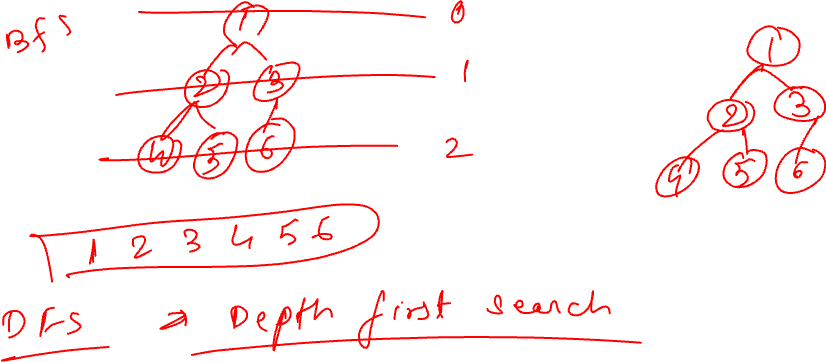 Bfs
1 0
2 3 1
4 5 6 2
1
2 3
4 5 6
1 2 3 4 5 6
DFS → Depth first search